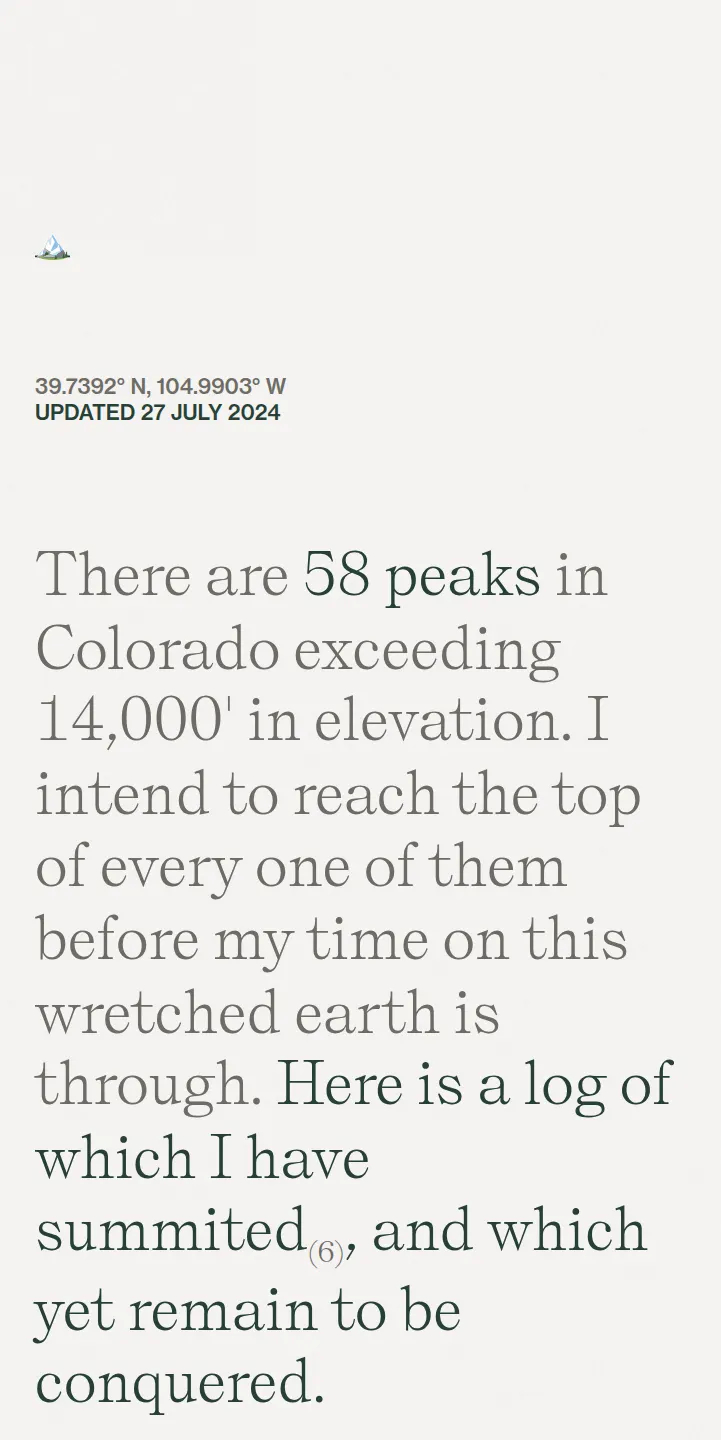 39.7392° N, 104.9903° W
UPDATED 27 JULY 2024
There are 58 peaks in
Colorado exceeding
14,000' in elevation. I
intend to reach the top
of every one of them
before my time on this
wretched earth is
through. Here is a log of
which I have
summited(6), and which
yet remain to be
conquered.